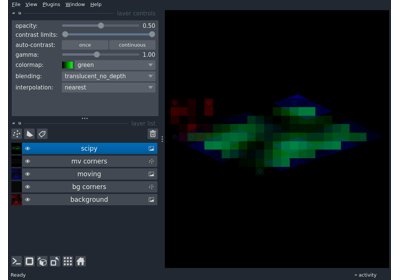 File View Plugins Window Help
layer controls
opacity: 0.50
contrast limits:
auto-contrast: once continuous
gamma: 1.00
colormap: green
blending: translucent_no_depth
interpolation: nearest
layer list
scipy
mv corners
moving
bg corners
background
Ready
activity